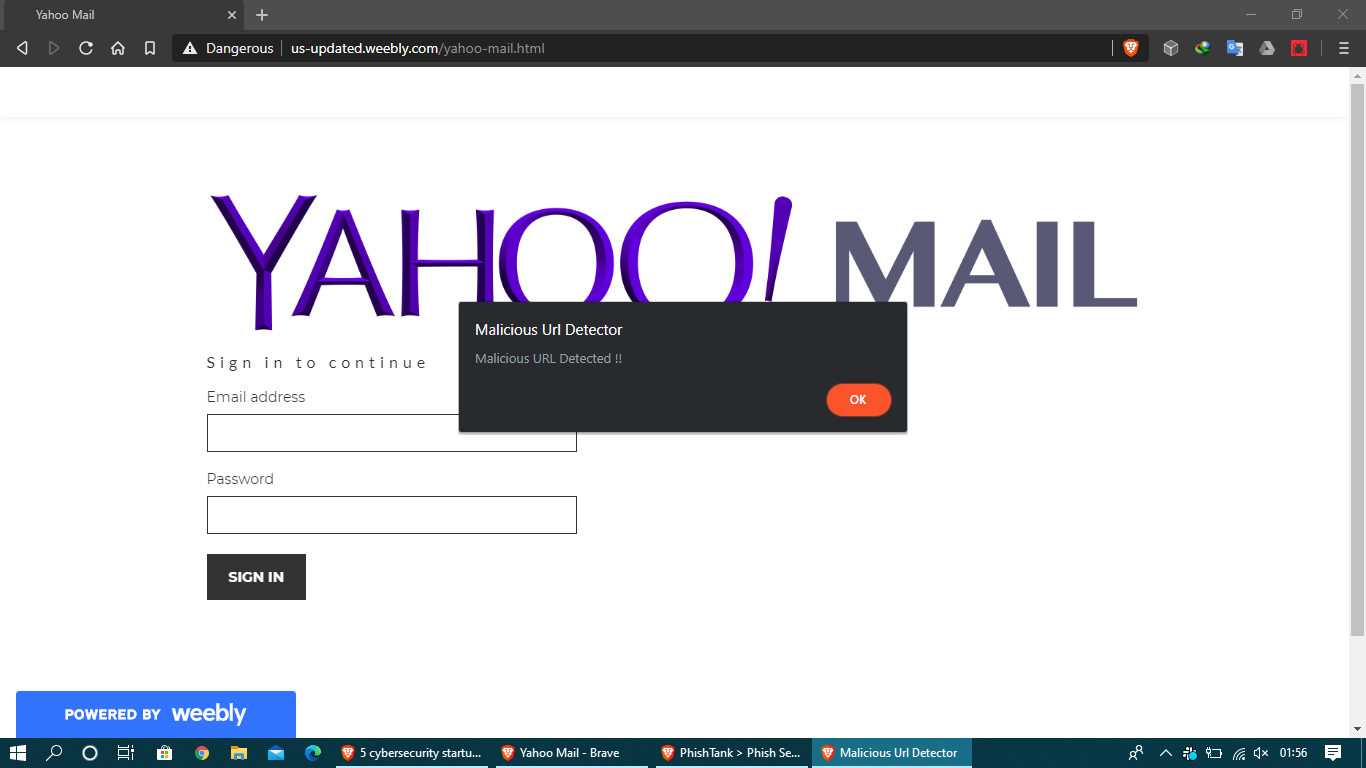 Yahoo Mail
Dangerous us-updated.weebly.com/yahoo-mail.html
YAHOO! MAIL
Malicious Url Detector
Malicious URL Detected !!
OK
Sign in to continue
Email address
Password
SIGN IN
POWERED BY weebly
5 cybersecurity startu... Yahoo Mail - Brave PhishTank > Phish Se... Malicious Url Detector 01:56